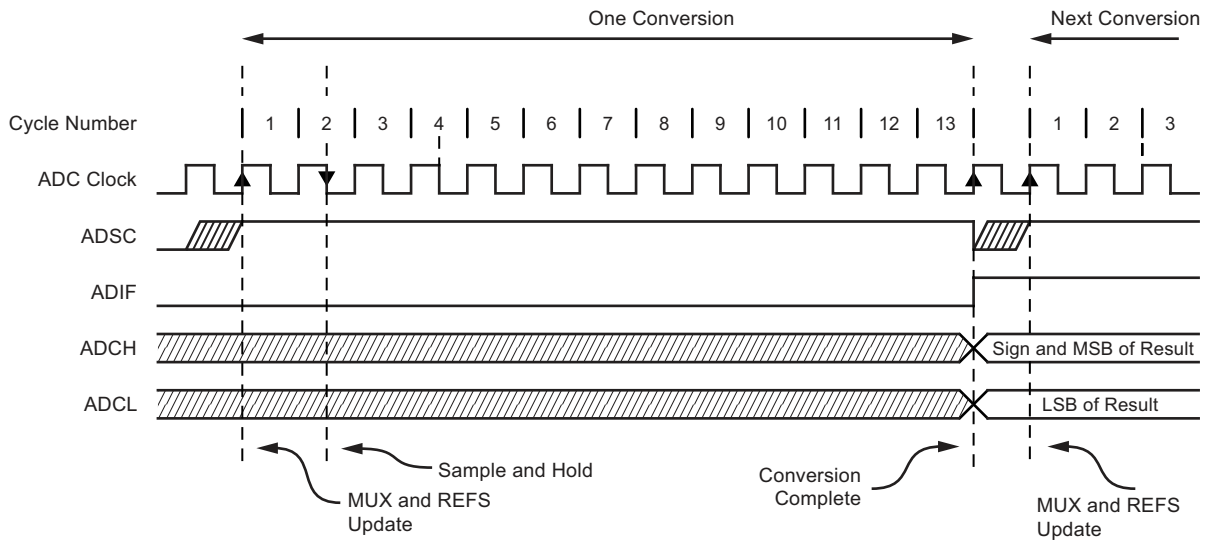 One Conversion
Next Conversion
Cycle Number
1 2 3 4 5 6 7 8 9 10 11 12 13 1 2 3
ADC Clock
ADSC
ADIF
ADCH
Sign and MSB of Result
ADCL
LSB of Result
Sample and Hold
MUX and REFS
Update
Conversion
Complete
MUX and REFS
Update